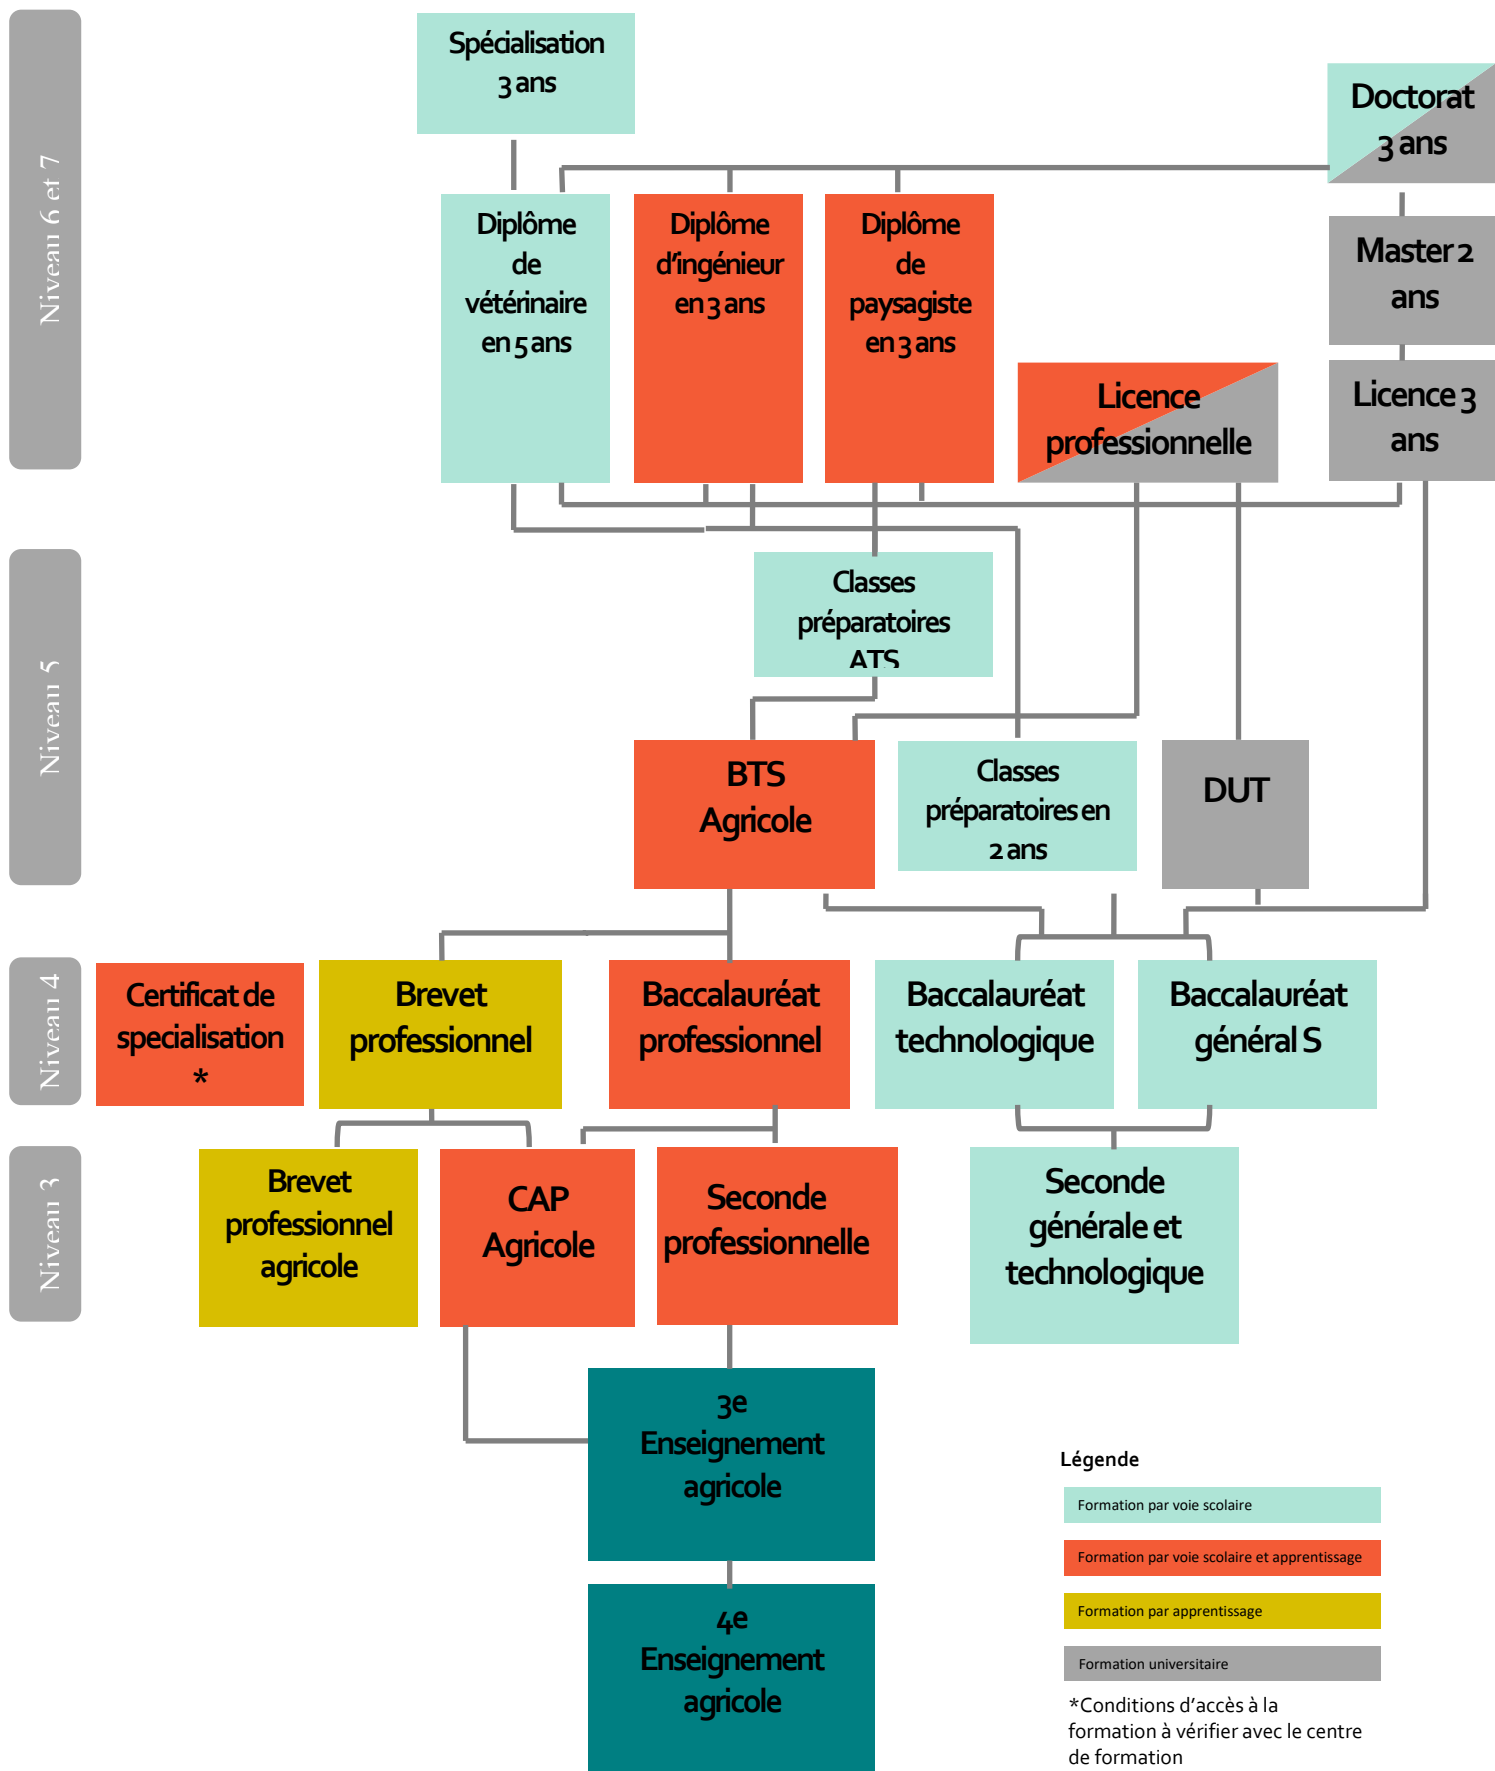 Niveau 6 et 7
Spécialisation
3 ans
Doctorat
3 ans
Diplôme
de
vétérinaire
en 5 ans
Diplôme
d'ingénieur
en 3 ans
Diplôme
de
paysagiste
en 3 ans
Master 2
ans
Licence
professionnelle
Licence 3
ans
Niveau 5
Classes
préparatoires
ATS
BTS
Agricole
Classes
préparatoires en
2 ans
DUT
Niveau 4
Certificat de
specialisation
*
Brevet
professionnel
Baccalauréat
professionnel
Baccalauréat
technologique
Baccalauréat
général S
Niveau 3
Brevet
professionnel
agricole
CAP
Agricole
Seconde
professionnelle
Seconde
générale et
technologique
3e
Enseignement
agricole
4e
Enseignement
agricole
Légende
Formation par voie scolaire
Formation par voie scolaire et apprentissage
Formation par apprentissage
Formation universitaire
*Conditions d'accès à la
formation à vérifier avec le centre
de formation